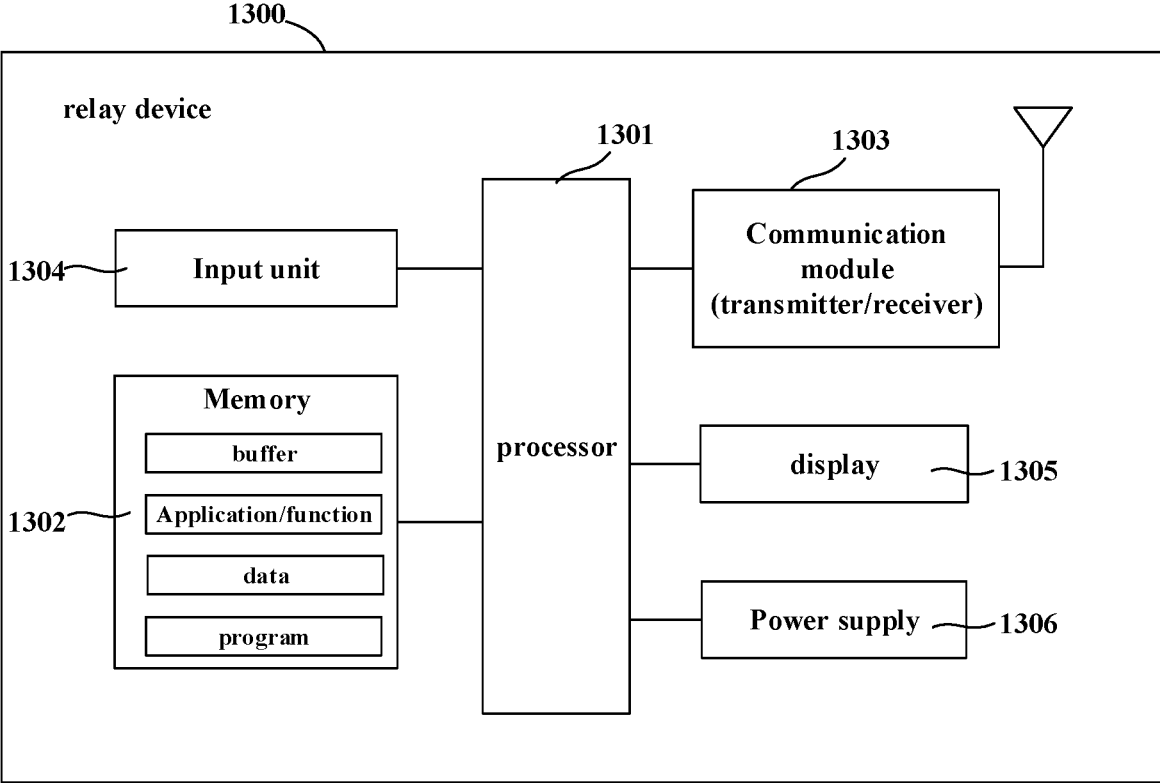 1300
relay device
1301
1303
Communication
module
(transmitter/receiver)
1304
Input unit
Memory
buffer
Application/function
data
program
1302
processor
display
1305
Power supply
1306